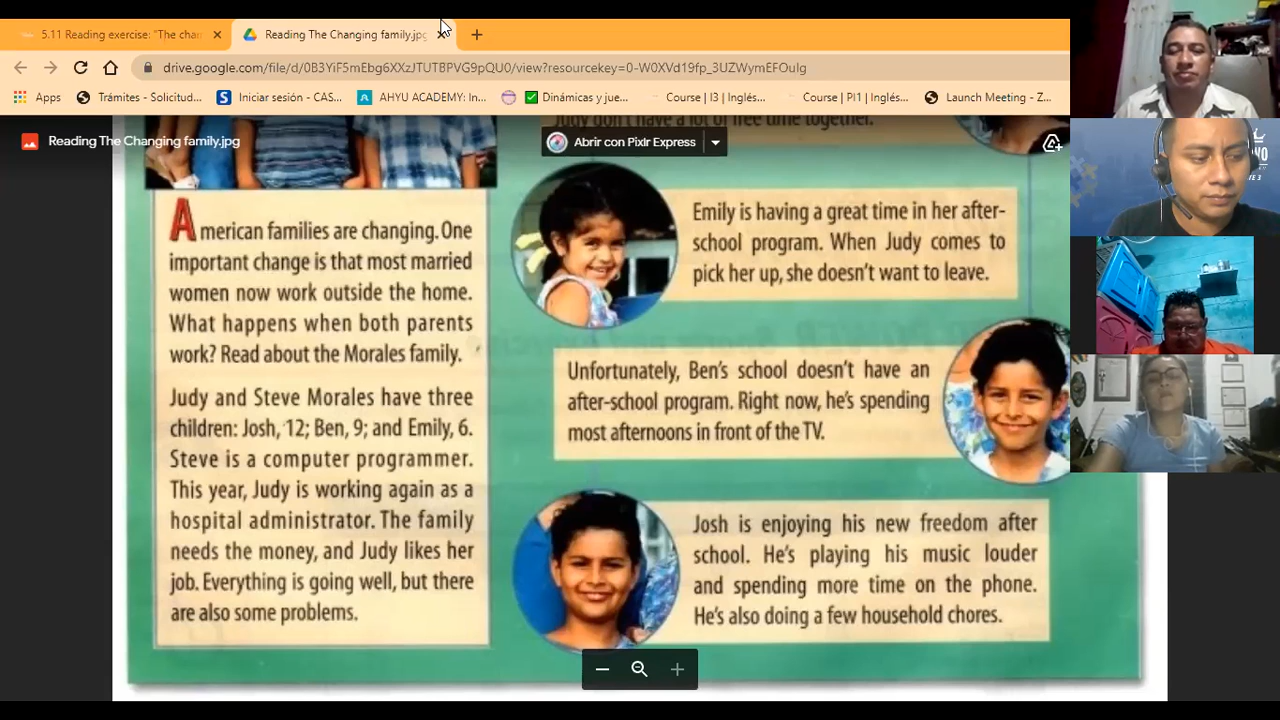 5.11 Reading exercise: "The chan
Reading The Changing family.jpg
drive.google.com/file/d/0B3YiF5mEbg6XXzJTUTBPVG9pQU0/view?resourcekey=0-W0XVd19fp_3UZWymEFOuIg
Apps
Trámites - Solicitud...
Iniciar sesión - CAS...
AHYU ACADEMY: In...
Dinámicas y jue...
Course | I3 | Inglés...
Course | PI1 | Inglés...
Launch Meeting - Z...
Reading The Changing family.jpg
Abrir con Pixlr Express
Judy don't have a lot of free time together.
American families are changing. One
important change is that most married
women now work outside the home.
What happens when both parents
work? Read about the Morales family.
Judy and Steve Morales have three
children: Josh, 12; Ben, 9; and Emily, 6.
Steve is a computer programmer.
This year, Judy is working again as a
hospital administrator. The family
needs the money, and Judy likes her
job. Everything is going well, but there
are also some problems.
Emily is having a great time in her after-
school program. When Judy comes to
pick her up, she doesn't want to leave.
Unfortunately, Ben's school doesn't have an
after-school program. Right now, he's spending
most afternoons in front of the TV.
Josh is enjoying his new freedom after
school. He's playing his music louder
and spending more time on the phone.
He's also doing a few household chores.